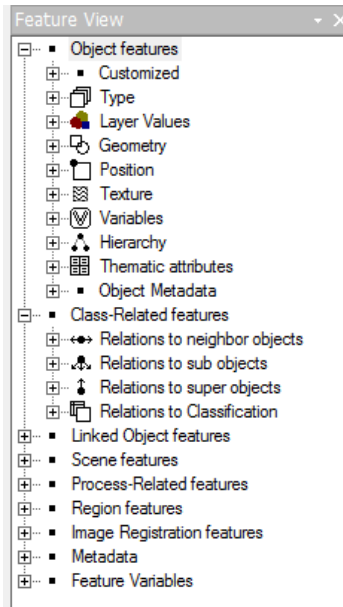 Feature View
Object features
Customized
Type
Layer Values
Geometry
Position
Texture
Variables
Hierarchy
Thematic attributes
Object Metadata
Class-Related features
Relations to neighbor objects
Relations to sub objects
Relations to super objects
Relations to Classification
Linked Object features
Scene features
Process-Related features
Region features
Image Registration features
Metadata
Feature Variables